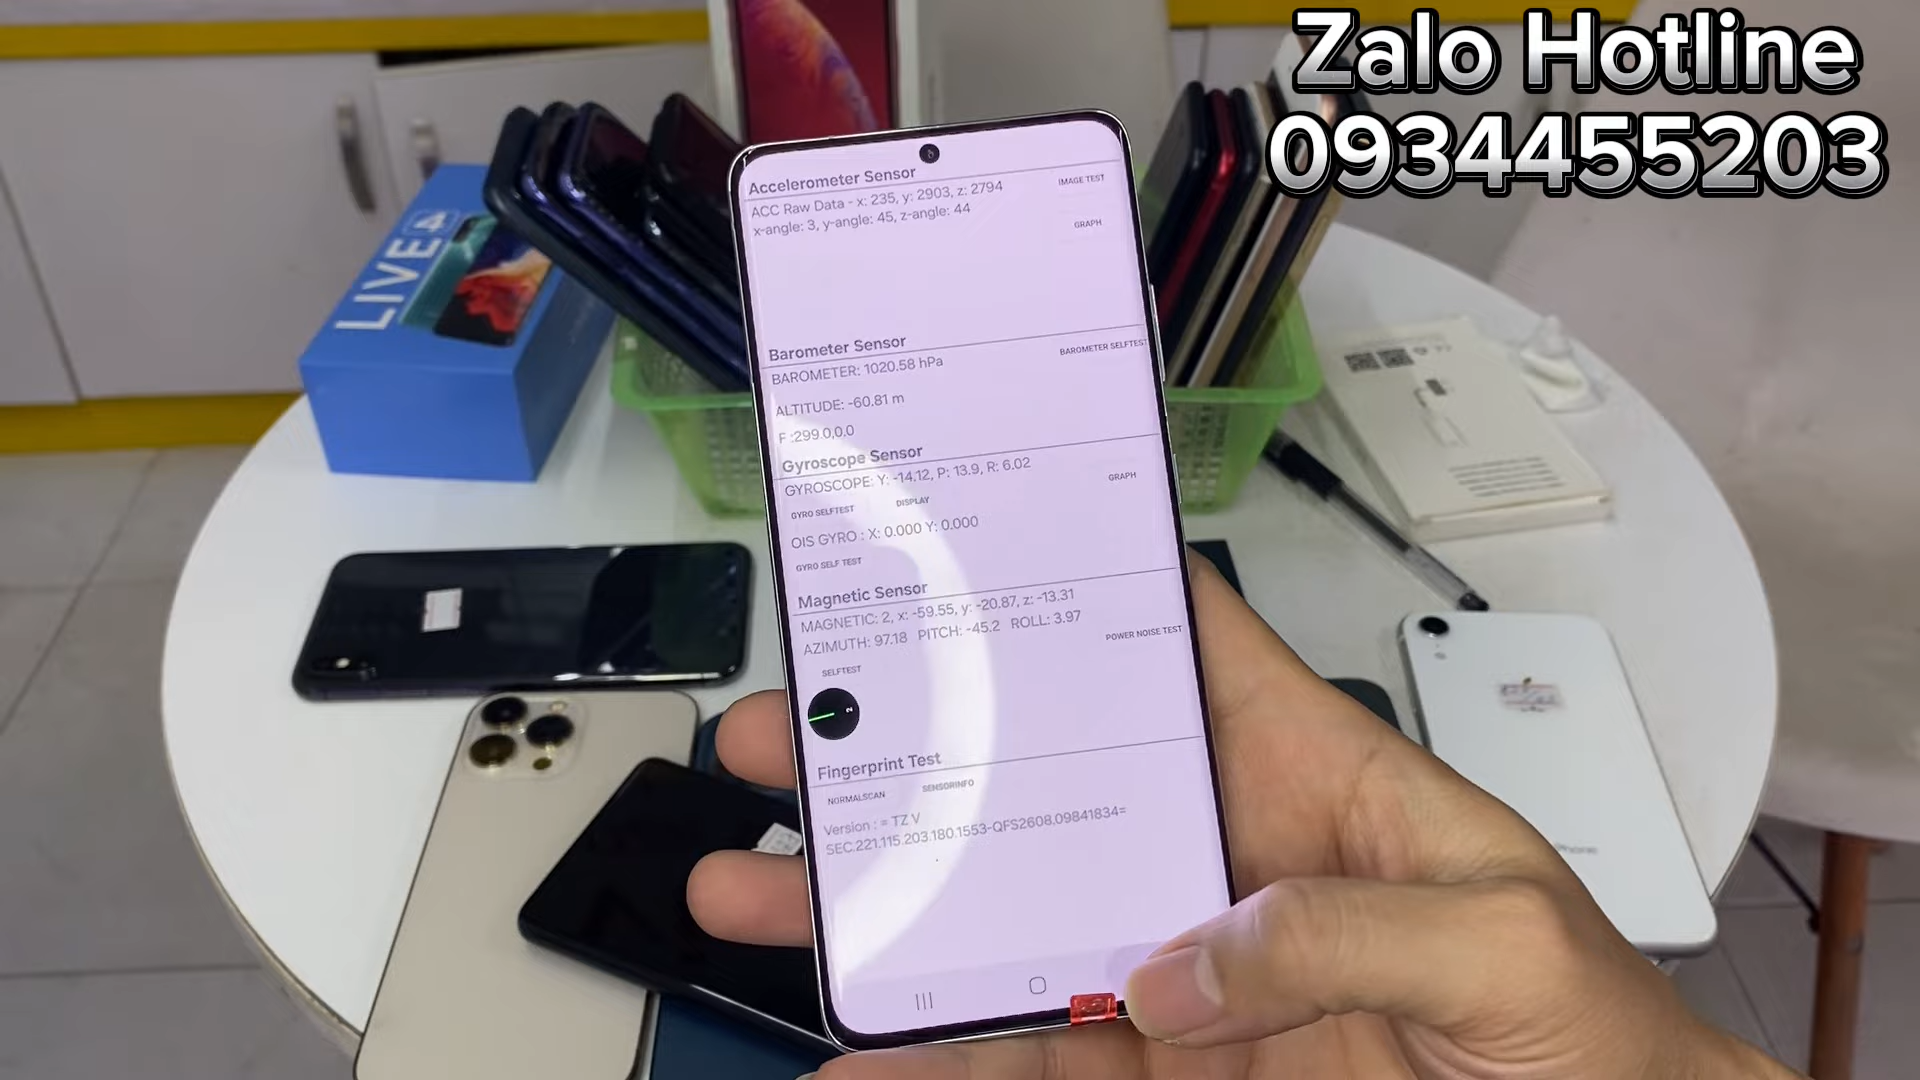 Zalo Hotline
0934455203
LIVE 4
Accelerometer Sensor
ACC Raw Data - x: 235, y: 2903, z: 2794
x-angle: 3, y-angle: 45, z-angle: 44
IMAGE TEST
GRAPH
Barometer Sensor
BAROMETER: 1020.58 hPa
BAROMETER SELFTEST
ALTITUDE: -60.81 m
F :299.0,0,0
Gyroscope Sensor
GYROSCOPE: Y: -14.12, P: 13.9, R: 6.02
GRAPH
GYRO SELFTEST
DISPLAY
OIS GYRO : X: 0.000 Y: 0.000
GYRO SELF TEST
Magnetic Sensor
MAGNETIC: 2, x: -59.55, y: -20.87, z: -13.31
AZIMUTH: 97.18 PITCH: -45.2 ROLL: 3.97
POWER NOISE TEST
SELFTEST
N
Fingerprint Test
NORMALSCAN
SENSORINFO
Version : = TZ V
SEC.221.115.203.180.1553-QFS2608.09841834=
iPhone